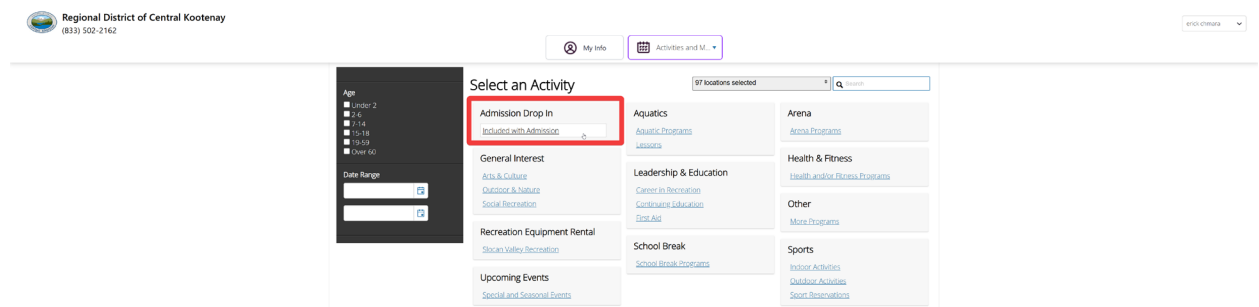 Regional District of Central Kootenay
(833) 502-2162
erick chmara
My Info
Activities and M...
Age
Under 2
2-6
7-14
15-18
19-59
Over 60
Date Range
Select an Activity
97 locations selected
Search
Admission Drop In
Included with Admission
General Interest
Arts & Culture
Outdoor & Nature
Social Recreation
Recreation Equipment Rental
Slocan Valley Recreation
Upcoming Events
Special and Seasonal Events
Aquatics
Aquatic Programs
Lessons
Leadership & Education
Career in Recreation
Continuing Education
First Aid
School Break
School Break Programs
Arena
Arena Programs
Health & Fitness
Health and/or Fitness Programs
Other
More Programs
Sports
Indoor Activities
Outdoor Activities
Sport Reservations